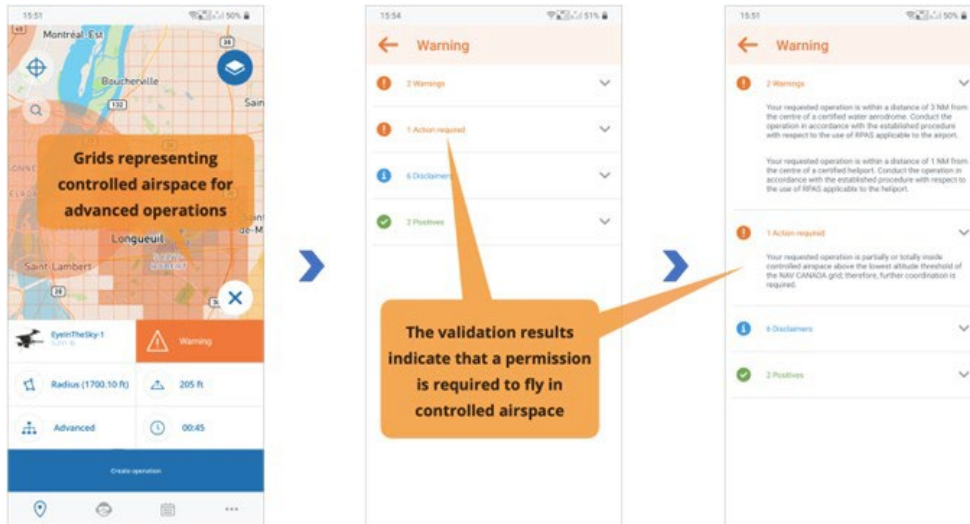 15:51
50%
Montréal-Est
Boucherville
132
Sain
Grids representing
controlled airspace for
advanced operations
Longueuil
de-M
Saint-Lambert
20
EyeInTheSky-1
Warning
Radius (1700.10 ft)
205 ft
Advanced
00:45
Create operation
15:54
51%
Warning
2 Warnings
1 Action required
6 Disclaimers
2 Positives
The validation results
indicate that a permission
is required to fly in
controlled airspace
15:51
50%
Warning
2 Warnings
Your requested operation is within a distance of 3 NM from
the centre of a certified water aerodrome. Conduct the
operation in accordance with the established procedure
with respect to the use of RPAS applicable to the airport.
Your requested operation is within a distance of 1 NM from
the centre of a certified heliport. Conduct the operation in
accordance with the established procedure with respect to
the use of RPAS applicable to the heliport.
1 Action required
Your requested operation is partially or totally inside
controlled airspace above the lowest altitude threshold of
the NAV CANADA grid; therefore, further coordination is
required.
6 Disclaimers
2 Positives